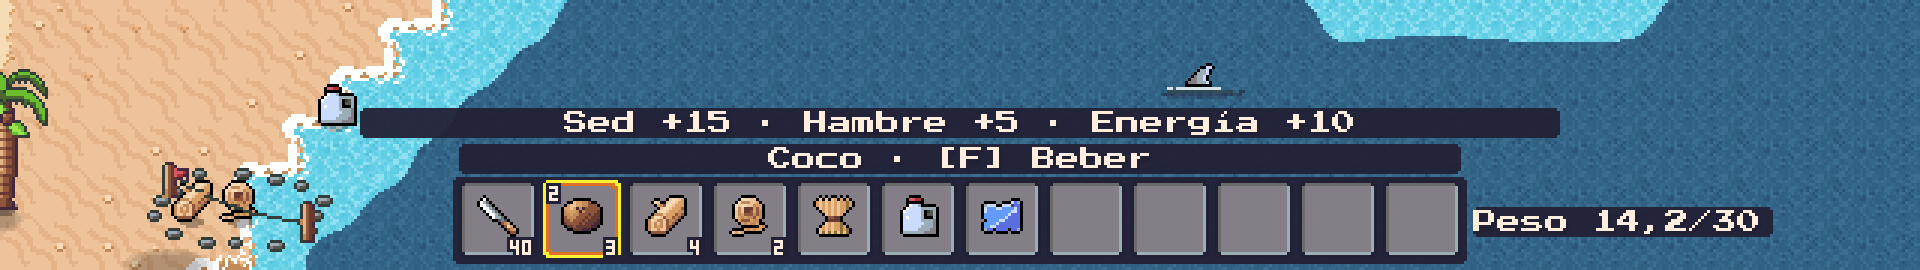 Sed +15 · Hambre +5 · Energía +10
Coco · [F] Beber
2
40 3 4 2
Peso 14,2/30